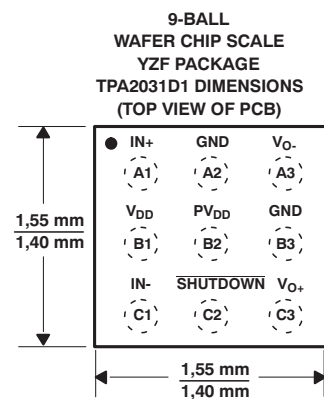 9-BALL
WAFER CHIP SCALE
YZF PACKAGE
TPA2031D1 DIMENSIONS
(TOP VIEW OF PCB)
IN+ GND VO-
A1 A2 A3
VDD PVDD GND
B1 B2 B3
IN- SHUTDOWN VO+
C1 C2 C3
1,55 mm
1,40 mm
1,55 mm
1,40 mm